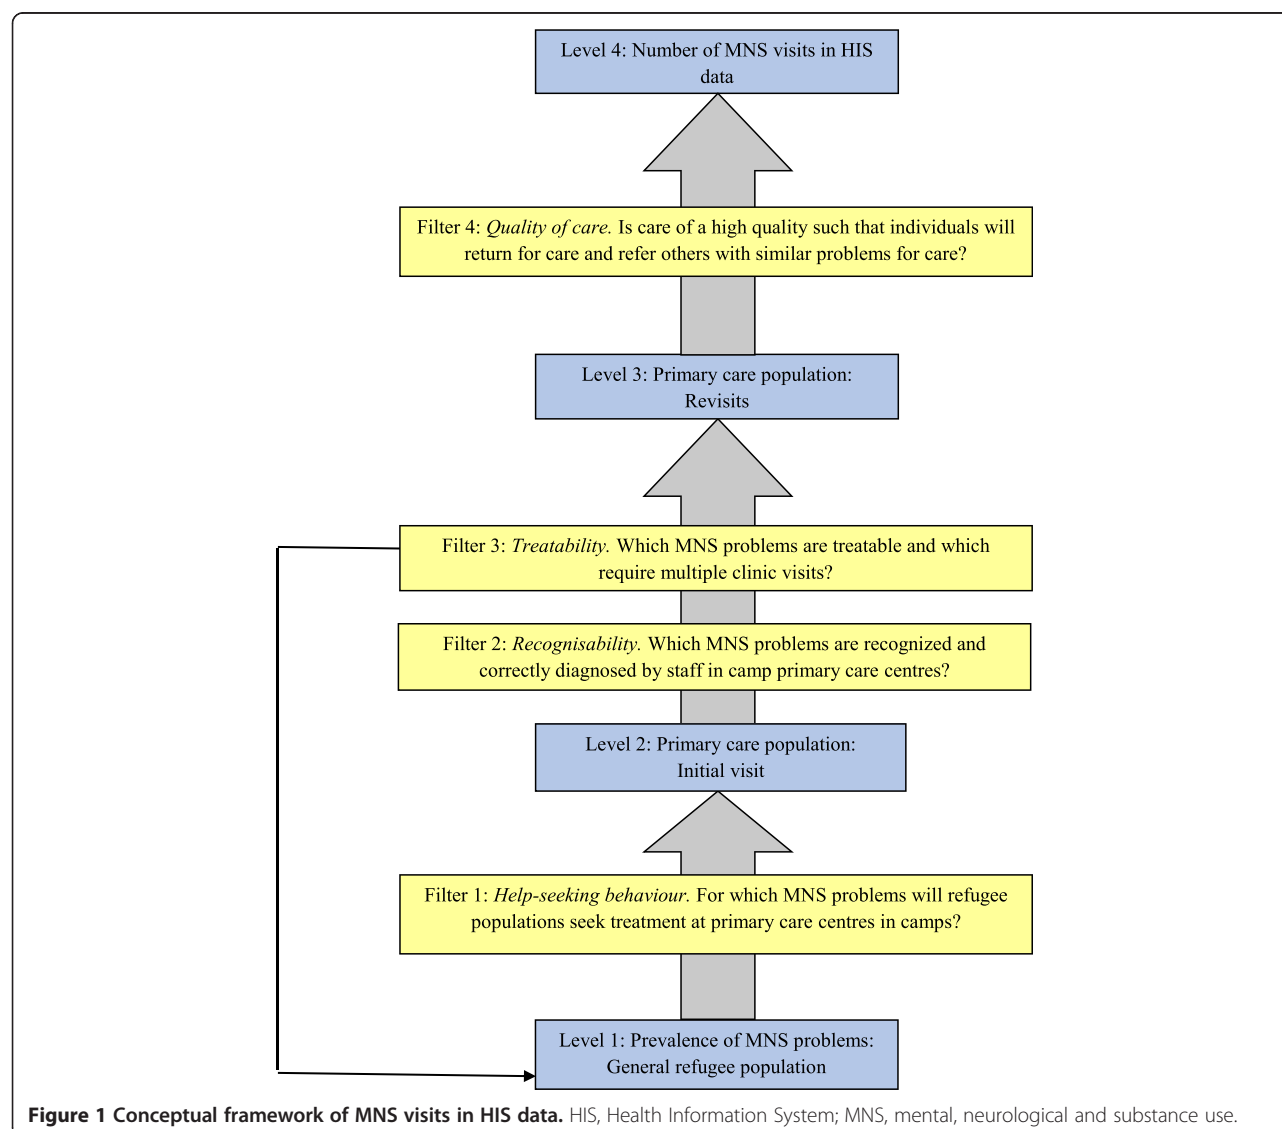 Level 4: Number of MNS visits in HIS
data
Filter 4: Quality of care. Is care of a high quality such that individuals will
return for care and refer others with similar problems for care?
Level 3: Primary care population:
Revisits
Filter 3: Treatability. Which MNS problems are treatable and which
require multiple clinic visits?
Filter 2: Recognisability. Which MNS problems are recognized and
correctly diagnosed by staff in camp primary care centres?
Level 2: Primary care population:
Initial visit
Filter 1: Help-seeking behaviour. For which MNS problems will refugee
populations seek treatment at primary care centres in camps?
Level 1: Prevalence of MNS problems:
General refugee population
Figure 1 Conceptual framework of MNS visits in HIS data. HIS, Health Information System; MNS, mental, neurological and substance use.